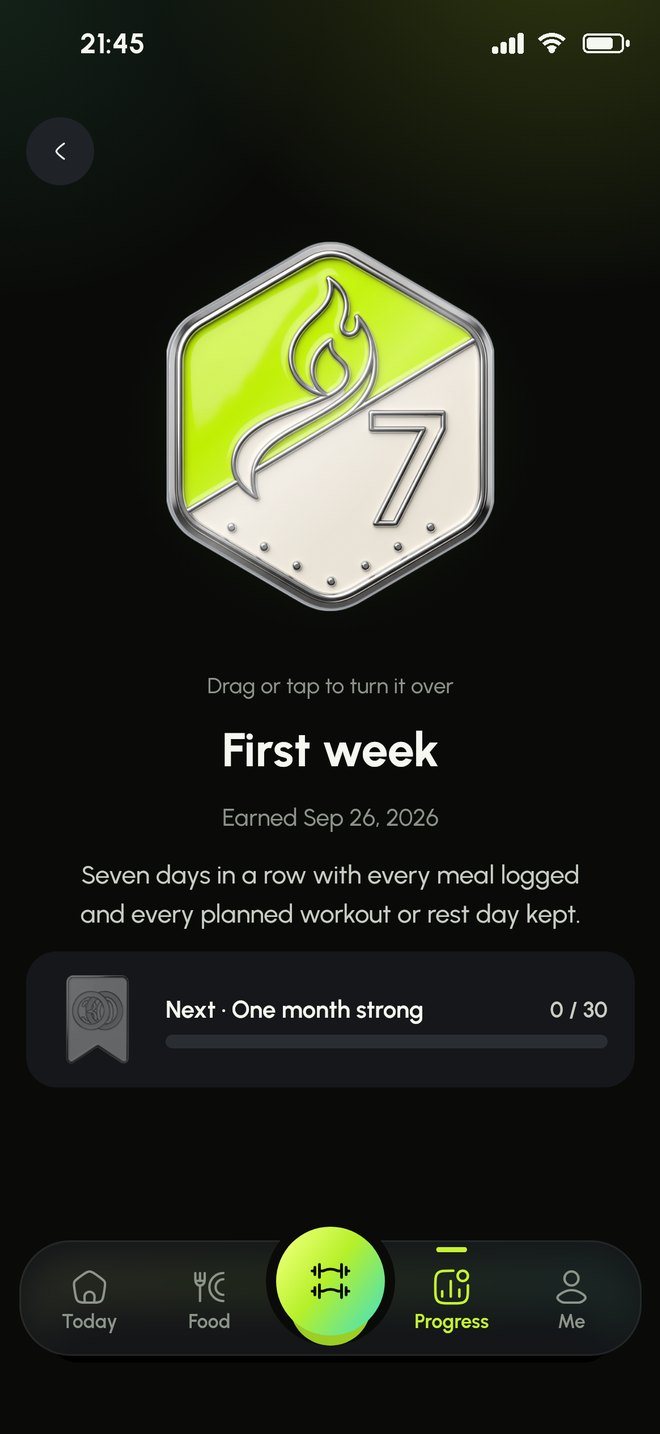 21:45
7
Drag or tap to turn it over
First week
Earned Sep 26, 2026
Seven days in a row with every meal logged
and every planned workout or rest day kept.
Next · One month strong 0 / 30
Today Food Progress Me